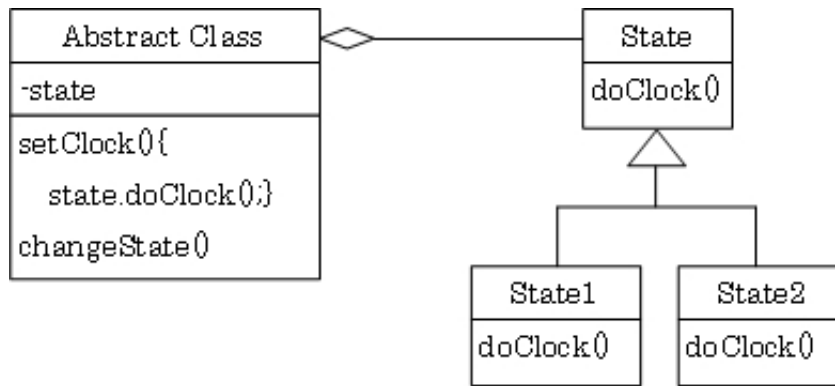 Abstract Class
-state
setClock(){
state.doClock();}
changeState()
State
doClock()
State1
doClock()
State2
doClock()